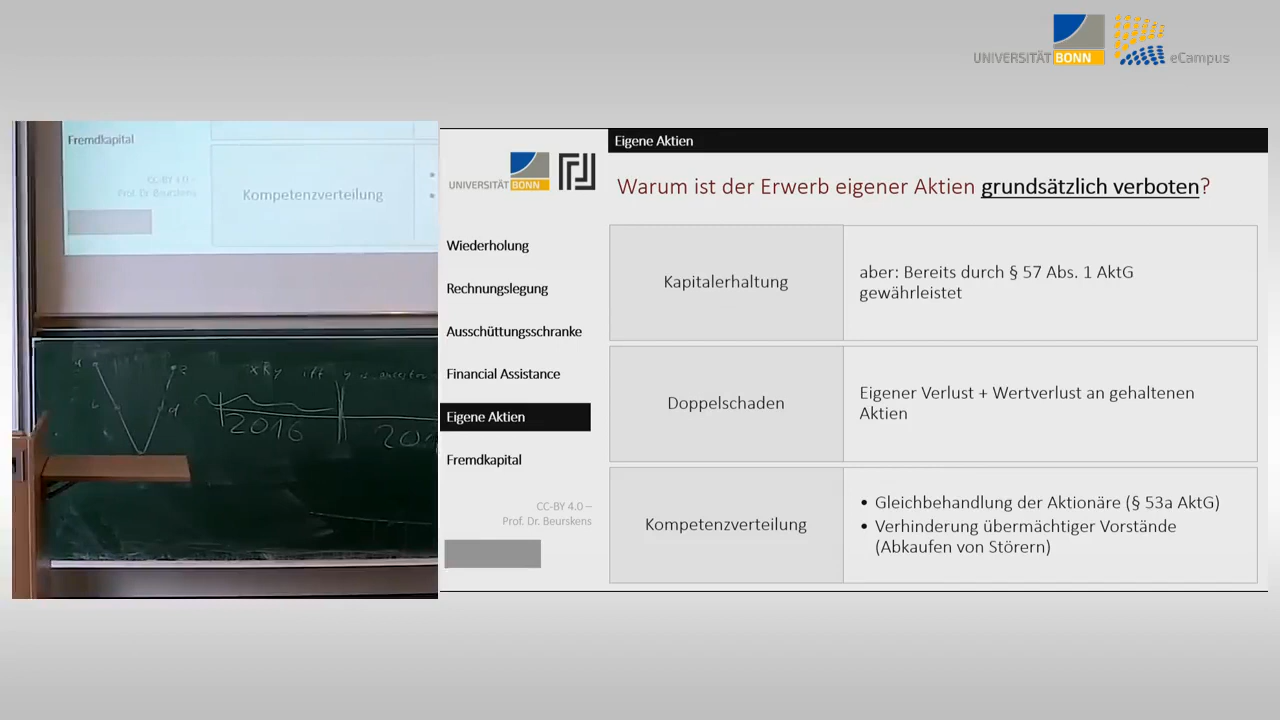 UNIVERSITÄT BONN eCampus
Fremdkapital
CC-BY 4.0 –
Prof. Dr. Beurskens
Kompetenzverteilung
2016
Eigene Aktien
UNIVERSITÄT BONN
Warum ist der Erwerb eigener Aktien grundsätzlich verboten?
Wiederholung
Rechnungslegung
Ausschüttungsschranke
Financial Assistance
Eigene Aktien
Fremdkapital
CC-BY 4.0 –
Prof. Dr. Beurskens
Kapitalerhaltung
aber: Bereits durch § 57 Abs. 1 AktG
gewährleistet
Doppelschaden
Eigener Verlust + Wertverlust an gehaltenen
Aktien
Kompetenzverteilung
• Gleichbehandlung der Aktionäre (§ 53a AktG)
• Verhinderung übermächtiger Vorstände
(Abkaufen von Störern)